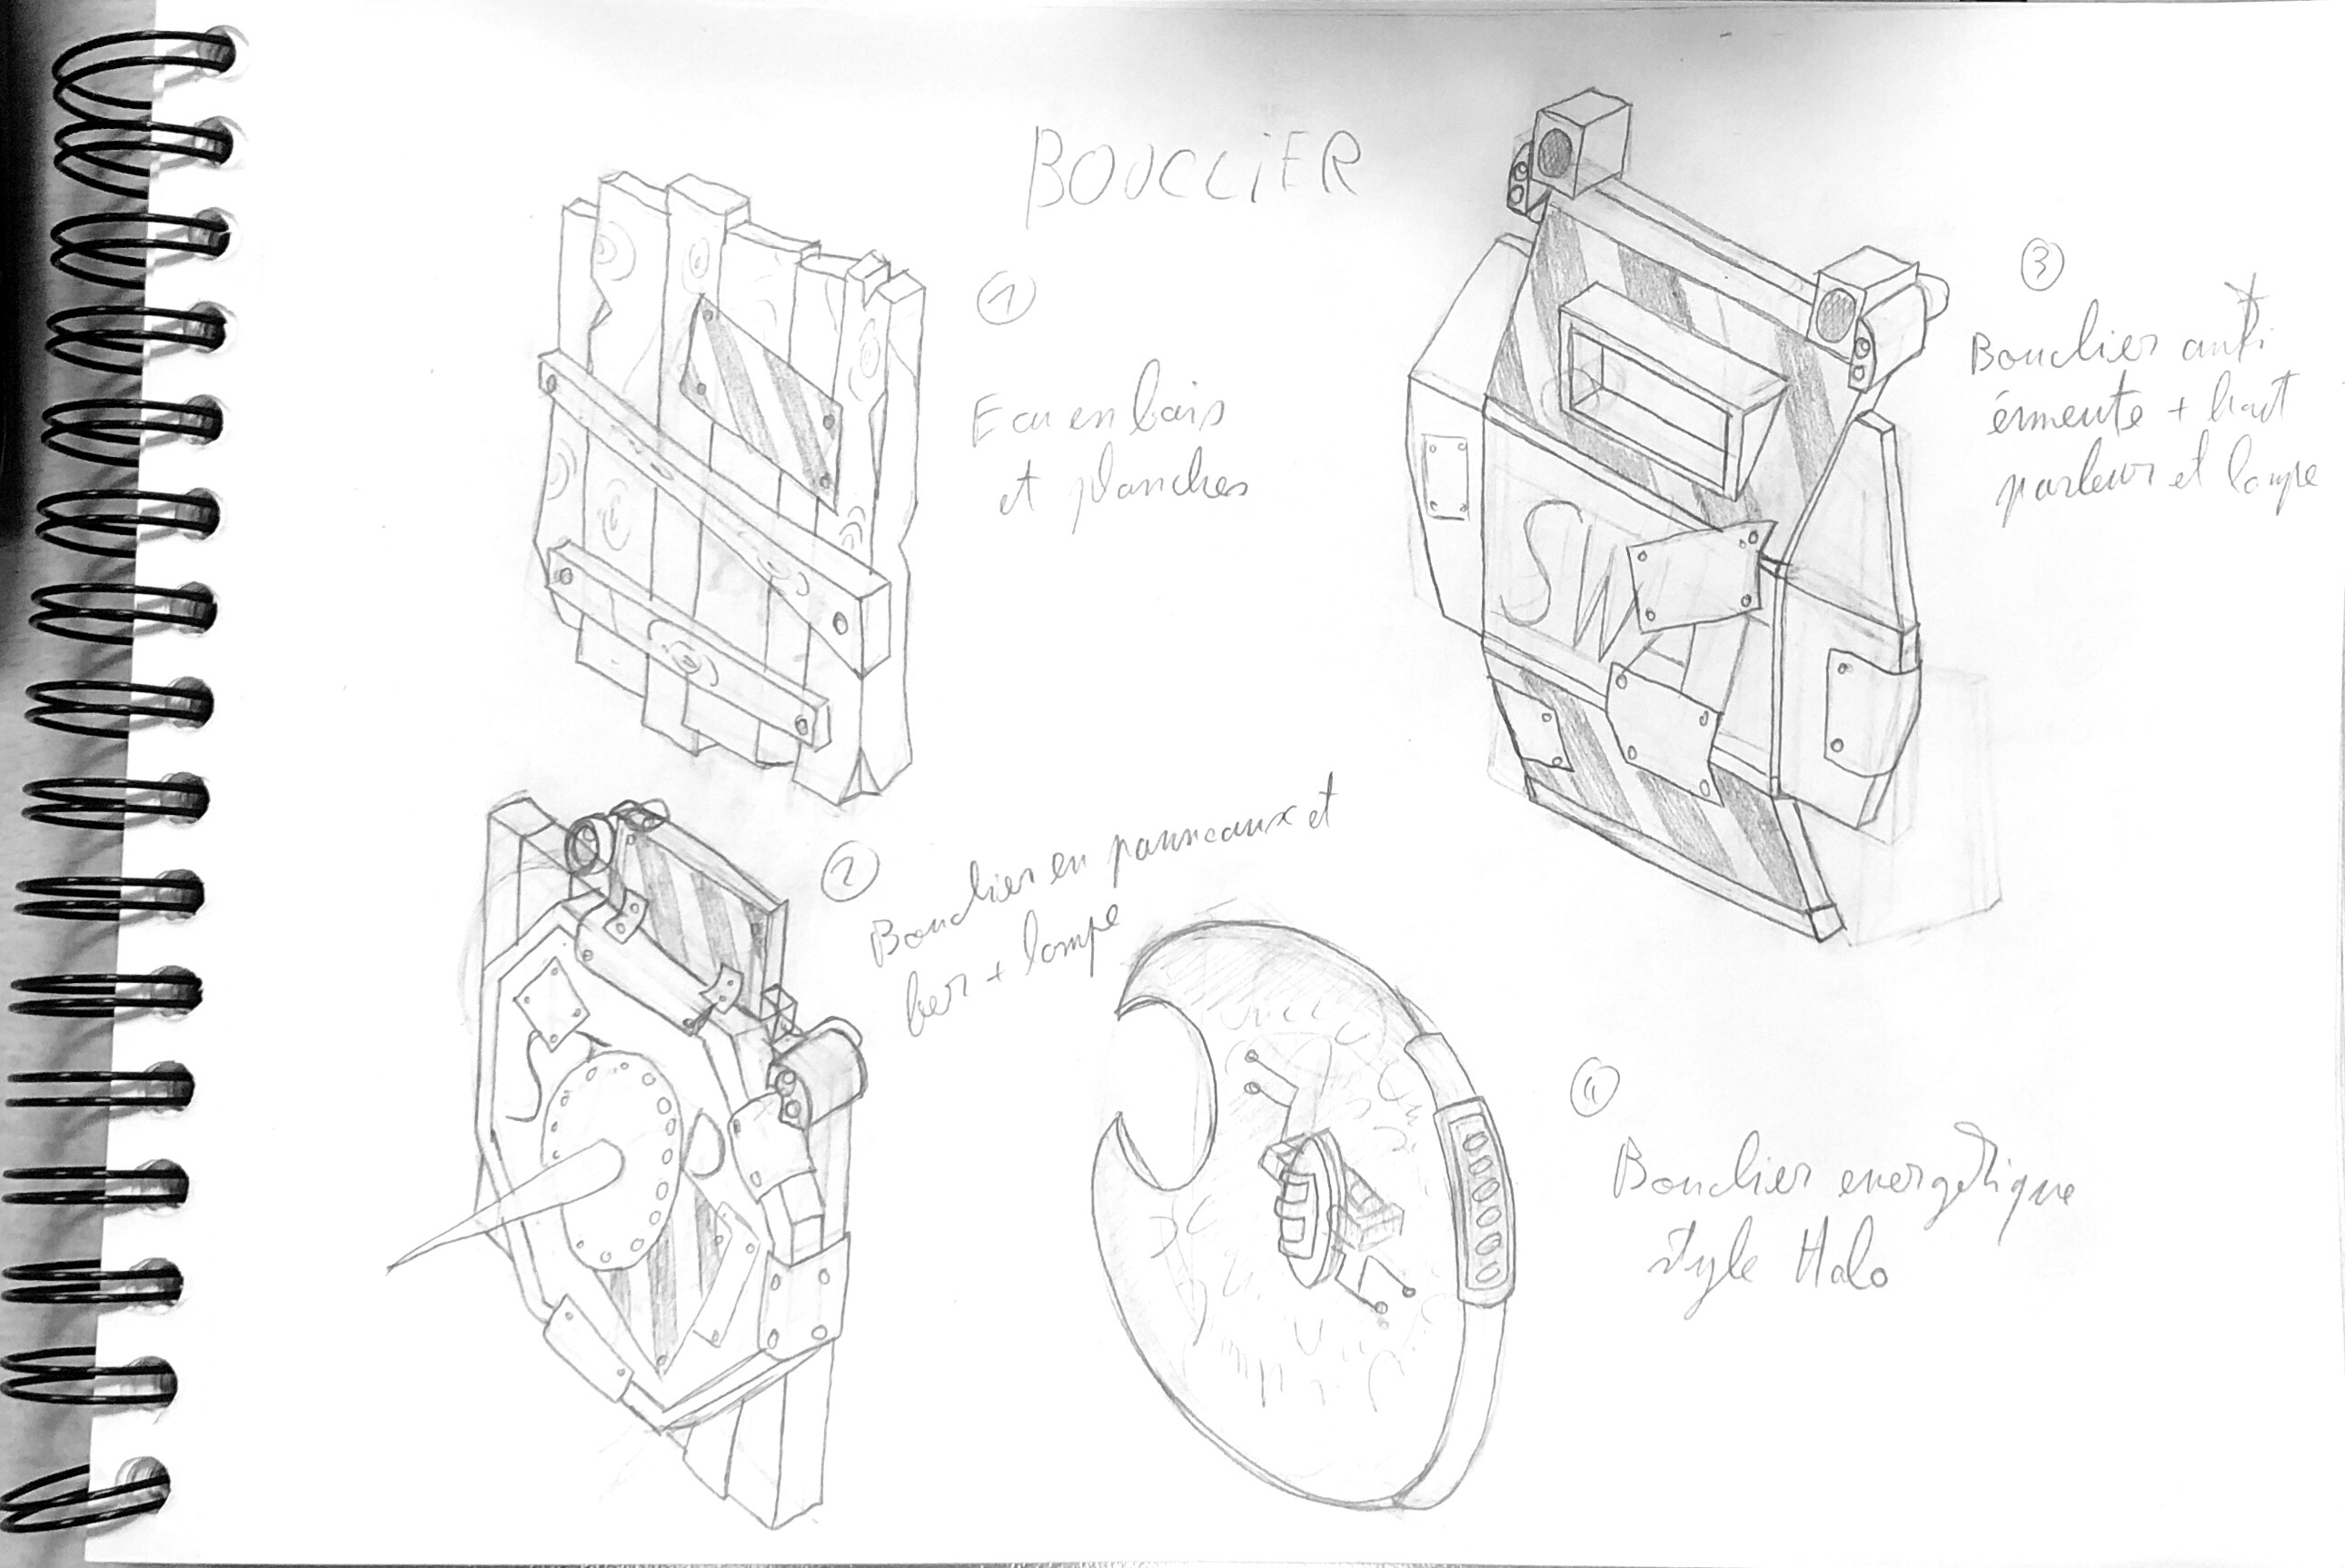 BOUCLiER
1
Ecu en bois
et planches
2
Bouclier en panneaux et
fer + lampe
3
Bouclier anti
émeute + haut
parleur et lampe
SW
4
Bouclier energetique
style Halo